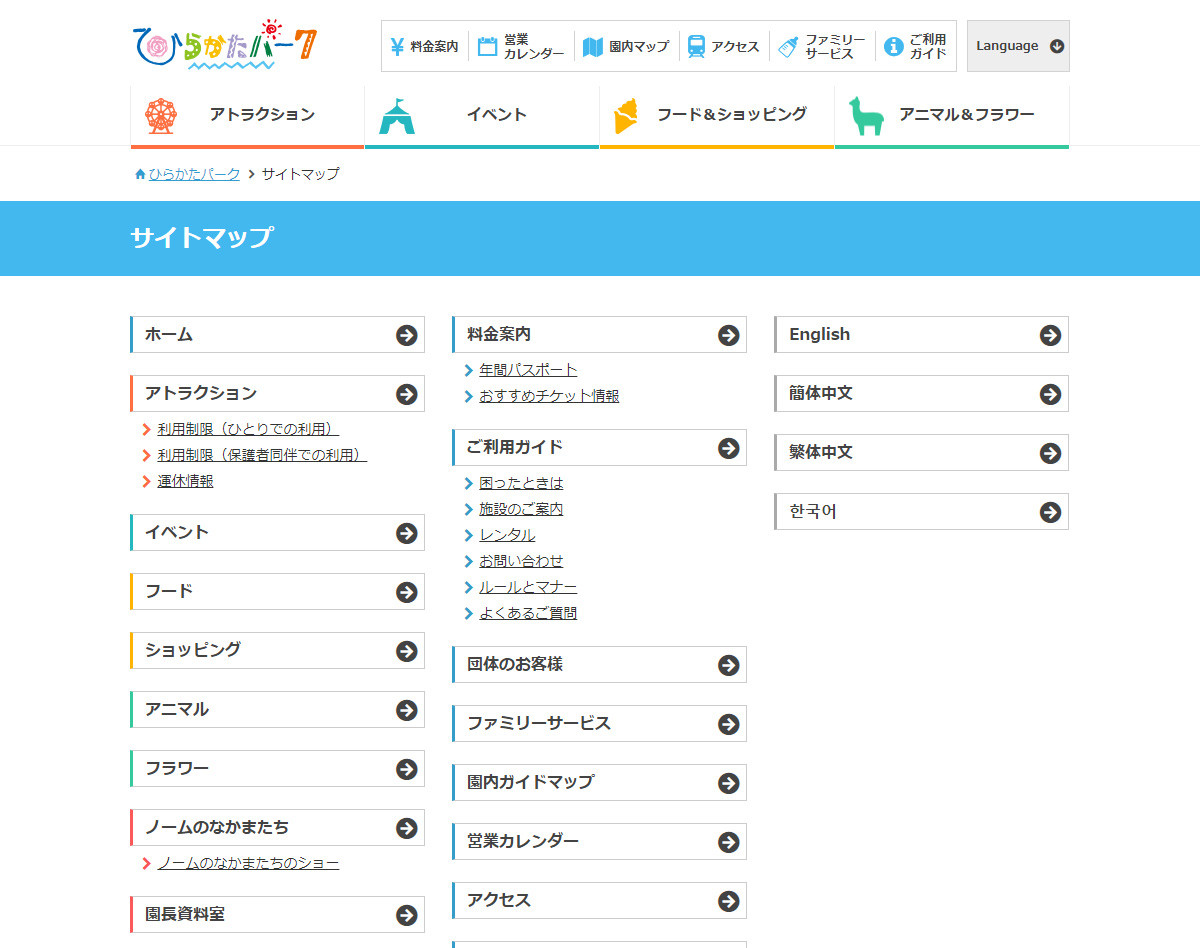 ひらかたパーク
料金案内
営業
カレンダー
園内マップ
アクセス
ファミリー
サービス
ご利用
ガイド
Language
アトラクション
イベント
フード＆ショッピング
アニマル＆フラワー
ひらかたパーク
サイトマップ
サイトマップ
ホーム
アトラクション
利用制限（ひとりでの利用）
利用制限（保護者同伴での利用）
運休情報
イベント
フード
ショッピング
アニマル
フラワー
ノームのなかまたち
ノームのなかまたちのショー
園長資料室
料金案内
年間パスポート
おすすめチケット情報
ご利用ガイド
困ったときは
施設のご案内
レンタル
お問い合わせ
ルールとマナー
よくあるご質問
団体のお客様
ファミリーサービス
園内ガイドマップ
営業カレンダー
アクセス
English
簡体中文
繁体中文
한국어